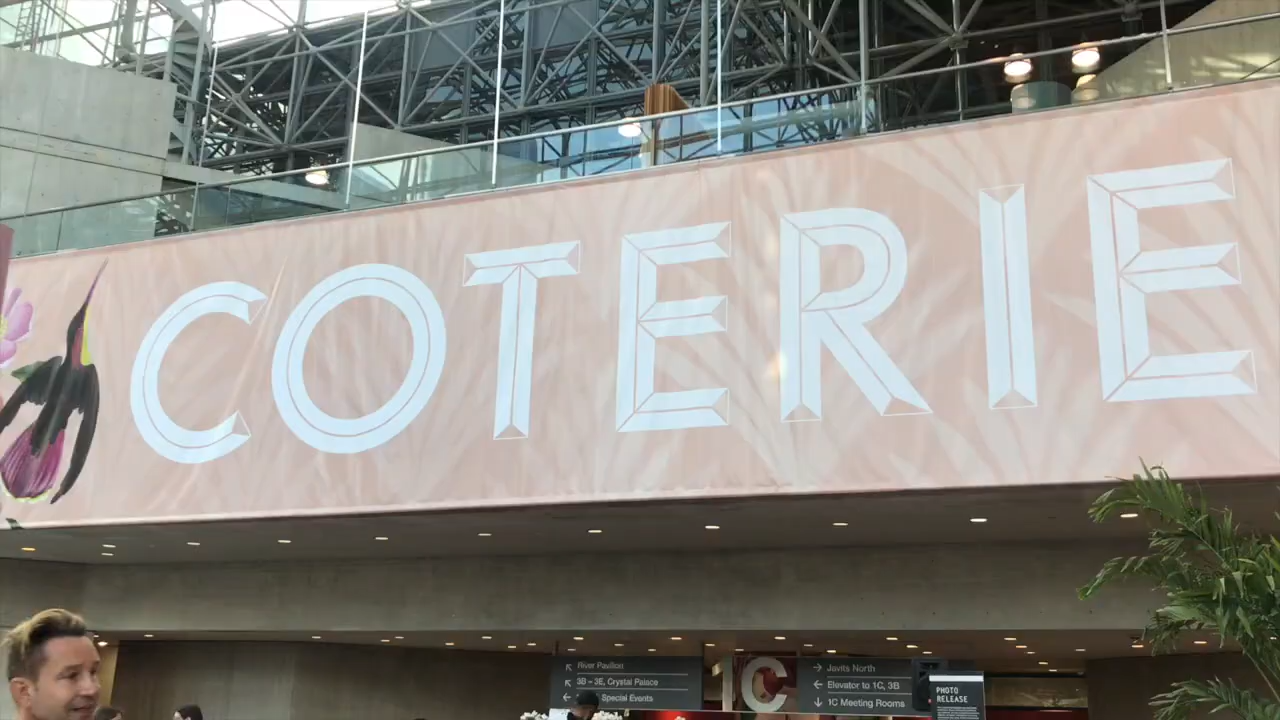 COTERIE
River Pavilion
3B – 3E, Crystal Palace
Special Events
1C
Javits North
Elevator to 1C, 3B
1C Meeting Rooms
PHOTO
RELEASE